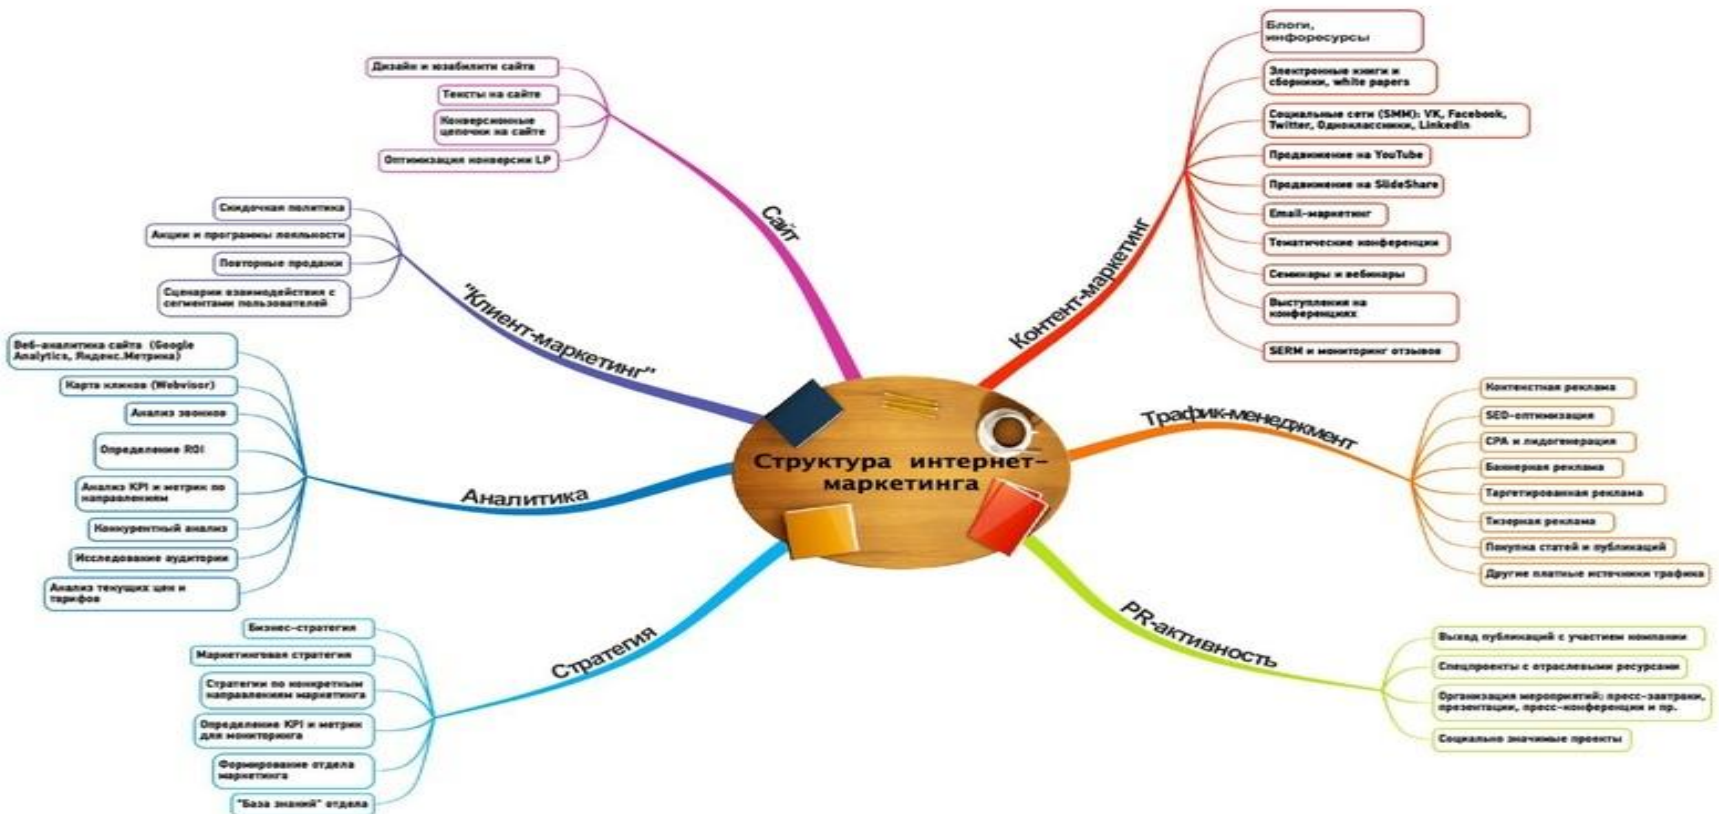 Структура интернет-
маркетинга
Сайт
Дизайн и юзабилити сайта
Тексты на сайте
Конверсионные
цепочки на сайте
Оптимизация конверсии LP
"Клиент-маркетинг"
Скидочная политика
Акции и программы лояльности
Повторные продажи
Сценарии взаимодействия с
сегментами пользователей
Аналитика
Веб-аналитика сайта (Google
Analytics, Яндекс.Метрика)
Карта кликов (Webvisor)
Анализ звонков
Определение ROI
Анализ KPI и метрик по
направлениям
Конкурентный анализ
Исследование аудитории
Анализ текущих цен и
тарифов
Стратегия
Бизнес-стратегия
Маркетинговая стратегия
Стратегии по конкретным
направлениям маркетинга
Определение KPI и метрик
для мониторинга
Формирование отдела
маркетинга
"База знаний" отдела
Контент-маркетинг
Блоги,
инфоресурсы
Электронные книги и
сборники, white papers
Социальные сети (SMM): VK, Facebook,
Twitter, Одноклассники, LinkedIn
Продвижение на YouTube
Продвижение на SlideShare
Email-маркетинг
Тематические конференции
Семинары и вебинары
Выступления на
конференциях
SERM и мониторинг отзывов
Трафик-менеджмент
Контекстная реклама
SEO-оптимизация
CPA и лидогенерация
Баннерная реклама
Таргетированная реклама
Тизерная реклама
Покупка статей и публикаций
Другие платные источники трафика
PR-активность
Выход публикаций с участием компании
Спецпроекты с отраслевыми ресурсами
Организация мероприятий: пресс-завтраки,
презентации, пресс-конференции и пр.
Социально значимые проекты